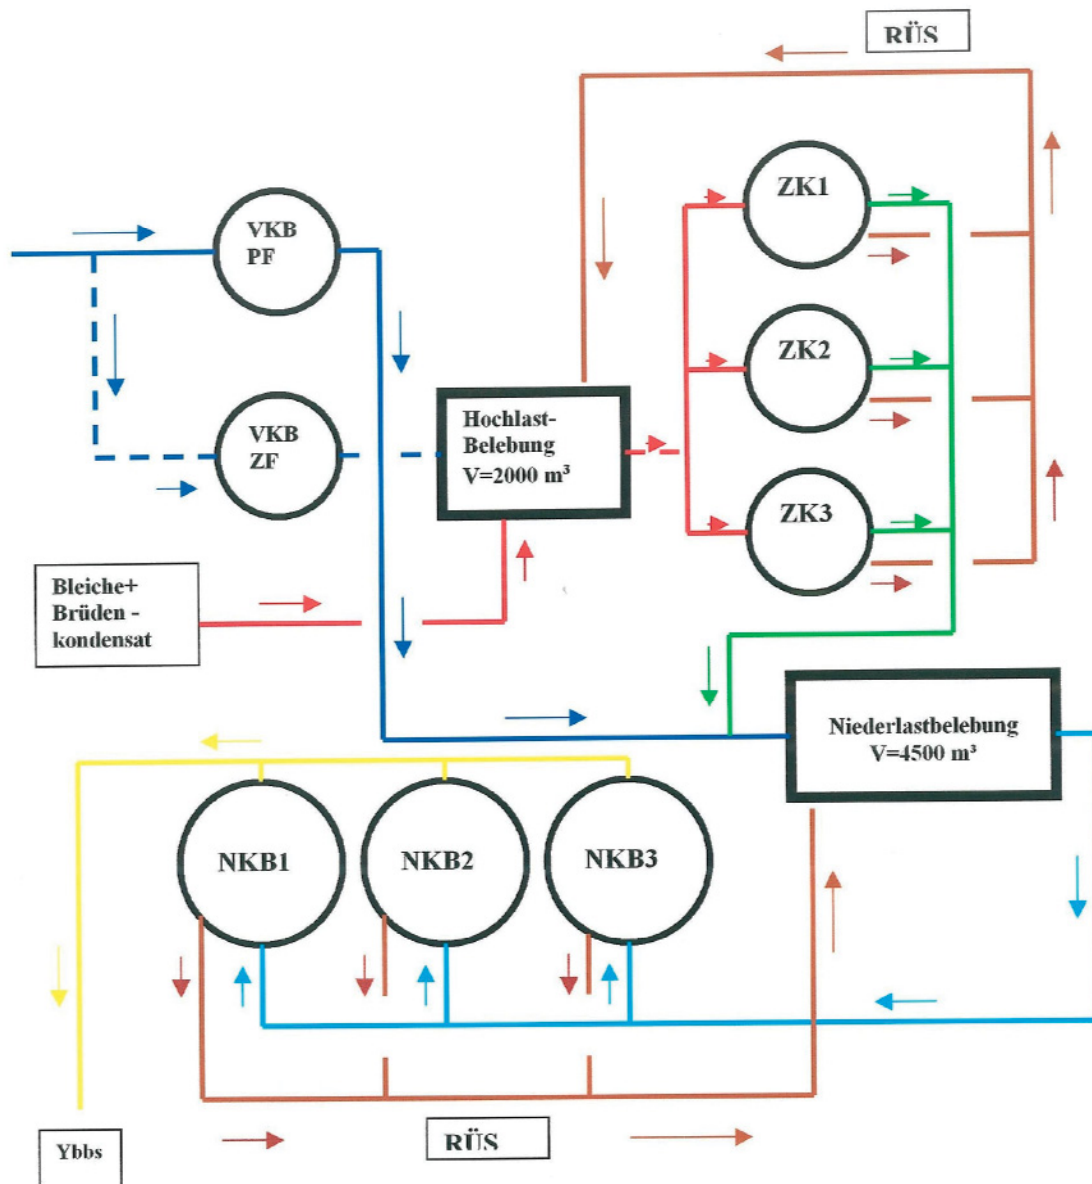 RÜS
ZK1
VKB
PF
ZK2
Hochlast-
Belebung
V=2000 m³
VKB
ZF
ZK3
Bleiche+
Brüden -
kondensat
Niederlastbelebung
V=4500 m³
NKB1
NKB2
NKB3
RÜS
Ybbs